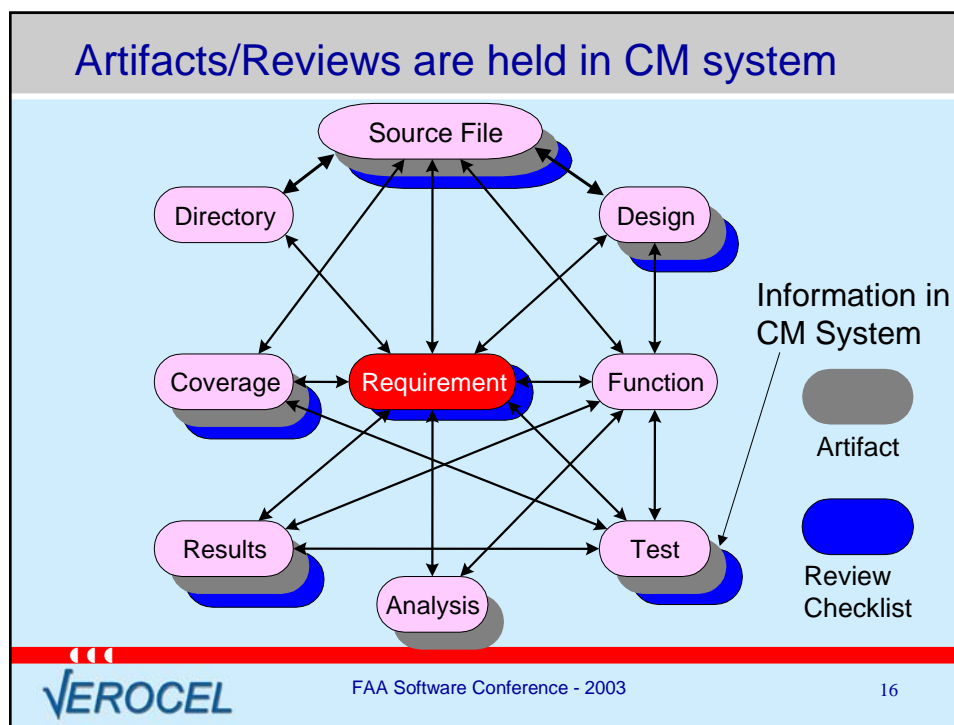 Artifacts/Reviews are held in CM system
Source File
Directory
Design
Information in
CM System
Coverage
Requirement
Function
Artifact
Results
Test
Analysis
Review
Checklist
VEROCEL
FAA Software Conference - 2003
16